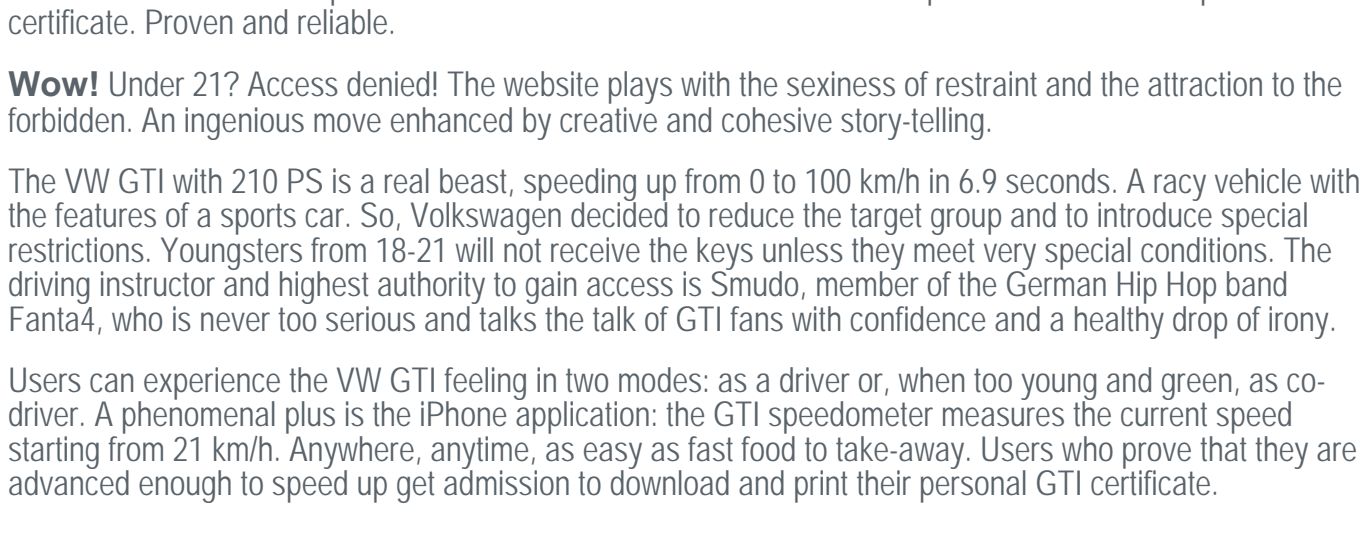 certificate. Proven and reliable.
Wow! Under 21? Access denied! The website plays with the sexiness of restraint and the attraction to the
forbidden. An ingenious move enhanced by creative and cohesive story-telling.
The VW GTI with 210 PS is a real beast, speeding up from 0 to 100 km/h in 6.9 seconds. A racy vehicle with
the features of a sports car. So, Volkswagen decided to reduce the target group and to introduce special
restrictions. Youngsters from 18-21 will not receive the keys unless they meet very special conditions. The
driving instructor and highest authority to gain access is Smudo, member of the German Hip Hop band
Fanta4, who is never too serious and talks the talk of GTI fans with confidence and a healthy drop of irony.
Users can experience the VW GTI feeling in two modes: as a driver or, when too young and green, as co-
driver. A phenomenal plus is the iPhone application: the GTI speedometer measures the current speed
starting from 21 km/h. Anywhere, anytime, as easy as fast food to take-away. Users who prove that they are
advanced enough to speed up get admission to download and print their personal GTI certificate.